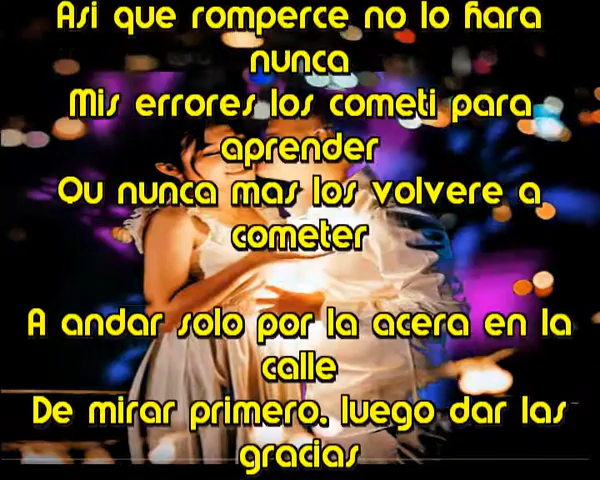 Asi que romperce no lo hara
nunca
Mis errores los cometi para
aprender
Ou nunca mas los volvere a
cometer
A andar solo por la acera en la
calle
De mirar primero, luego dar las
gracias